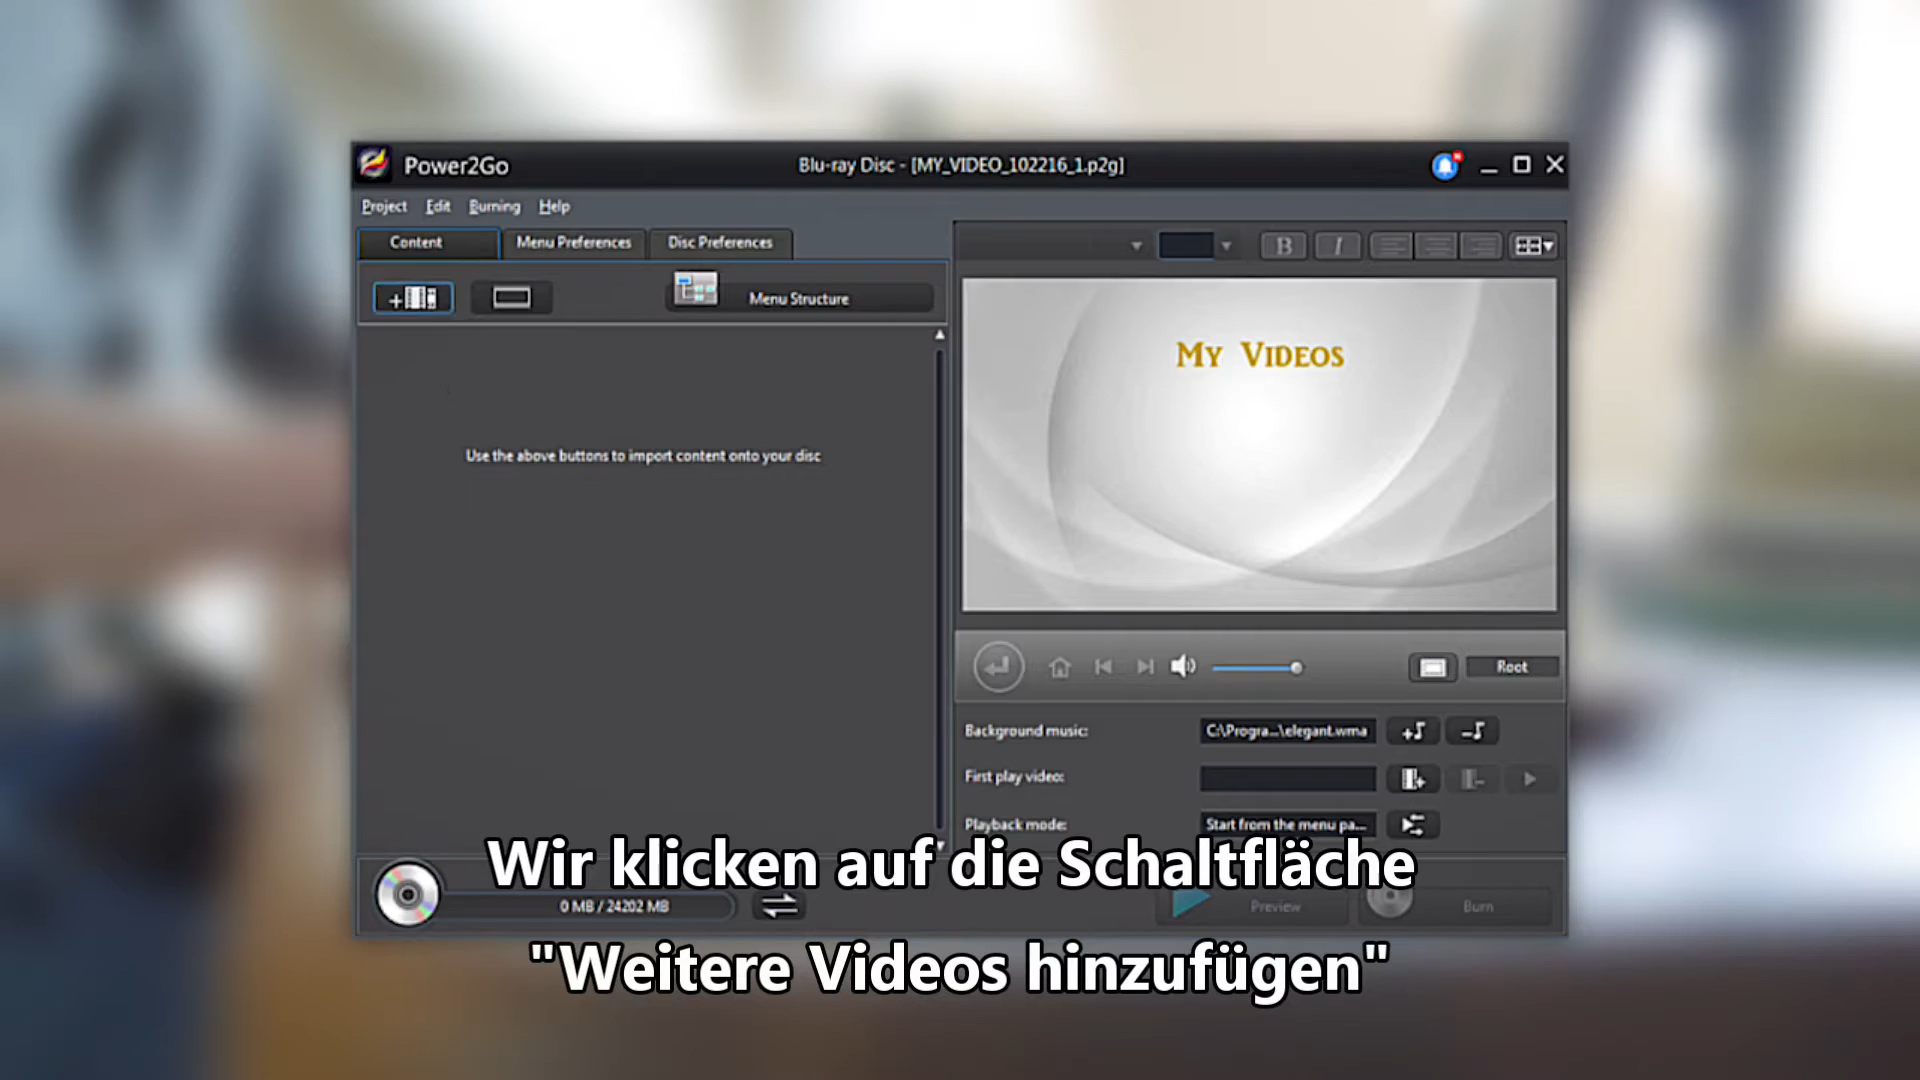 Power2Go
Blu-ray Disc - [MY_VIDEO_102216_1.p2g]
Project Edit Burning Help
Content Menu Preferences Disc Preferences
B I
Menu Structure
My Videos
Use the above buttons to import content onto your disc
Root
Background music: C:\Progra...\elegant.wma
First play video:
Playback mode: Start from the menu pa...
0 MB / 24202 MB
Preview
Burn
Wir klicken auf die Schaltfläche
"Weitere Videos hinzufügen"